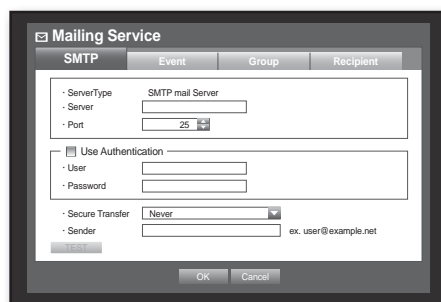 Mailing Service
SMTP Event Group Recipient
· ServerType SMTP mail Server
· Server
· Port 25
Use Authentication
· User
· Password
· Secure Transfer Never
· Sender ex. user@example.net
TEST
OK Cancel